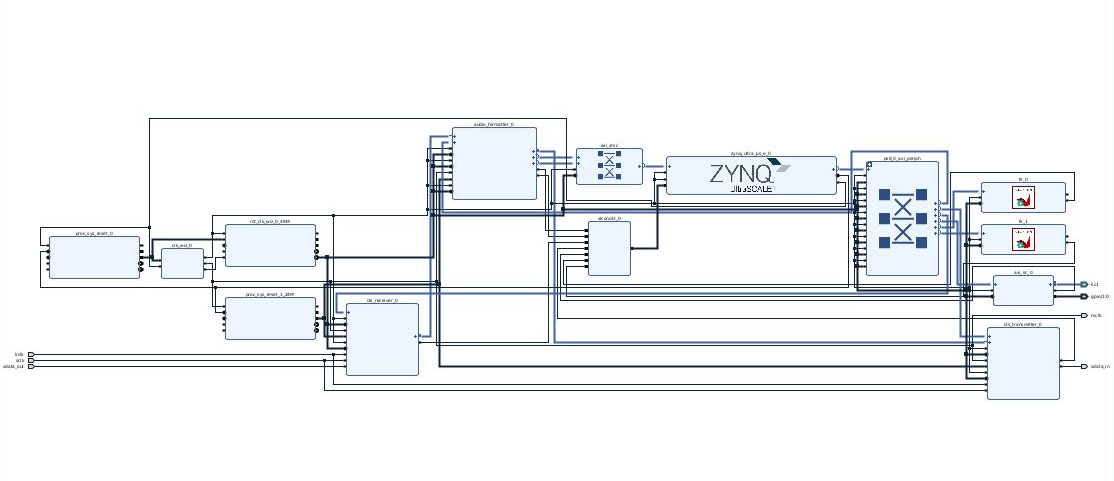 audio_formatter_0
axi_smc
zynq_ultra_ps_e_0
ZYNQ
UltraSCALE+
ps8_0_axi_periph
fir_0
rst_clk_wiz_0_48M
xlconcat_0
fir_1
proc_sys_reset_0
clk_wiz_0
axi_iic_0
iic1
gpio[1:0]
proc_sys_reset_1_24M
i2s_receiver_0
mclk
i2s_transmitter_0
lrclk
sclk
sdata_out
sdata_in